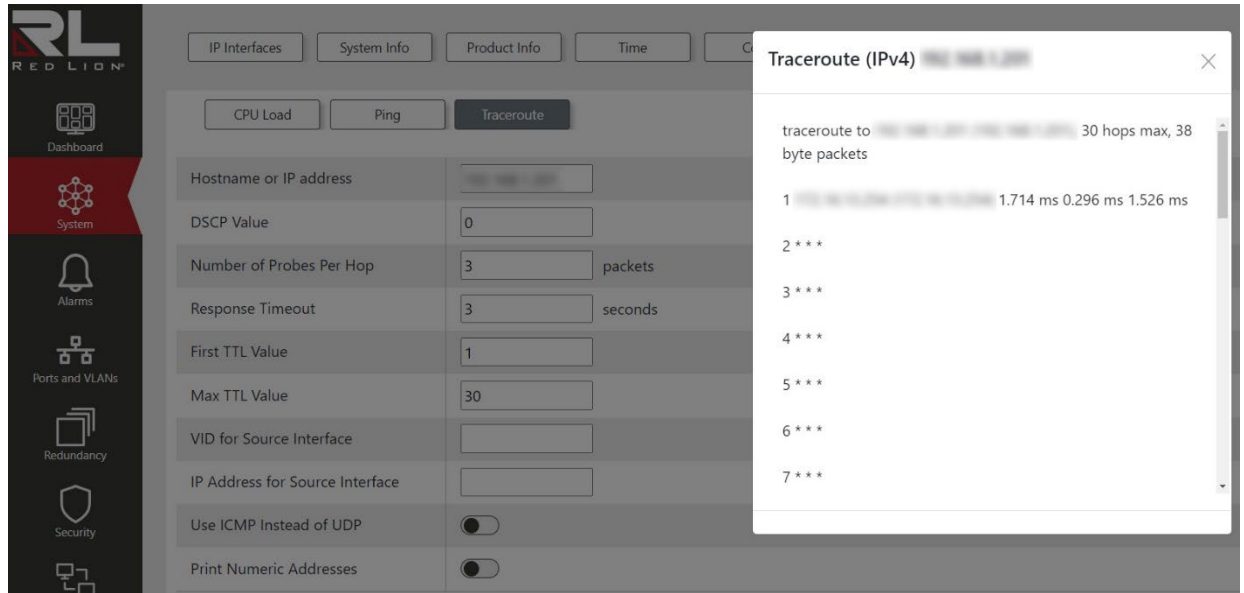 RL
RED LION®
IP Interfaces
System Info
Product Info
Time
CPU Load
Ping
Traceroute
Dashboard
System
Alarms
Ports and VLANs
Redundancy
Security
Hostname or IP address
DSCP Value
0
Number of Probes Per Hop
3
packets
Response Timeout
3
seconds
First TTL Value
1
Max TTL Value
30
VID for Source Interface
IP Address for Source Interface
Use ICMP Instead of UDP
Print Numeric Addresses
Traceroute (IPv4)
traceroute to 30 hops max, 38
byte packets
1 1.714 ms 0.296 ms 1.526 ms
2 * * *
3 * * *
4 * * *
5 * * *
6 * * *
7 * * *